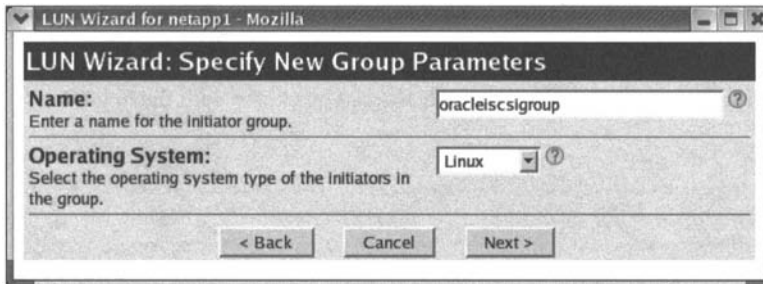 LUN Wizard for netapp1 - Mozilla
LUN Wizard: Specify New Group Parameters
Name:
Enter a name for the initiator group.
oracleiscsigroup
Operating System:
Select the operating system type of the initiators in
the group.
Linux
< Back Cancel Next >